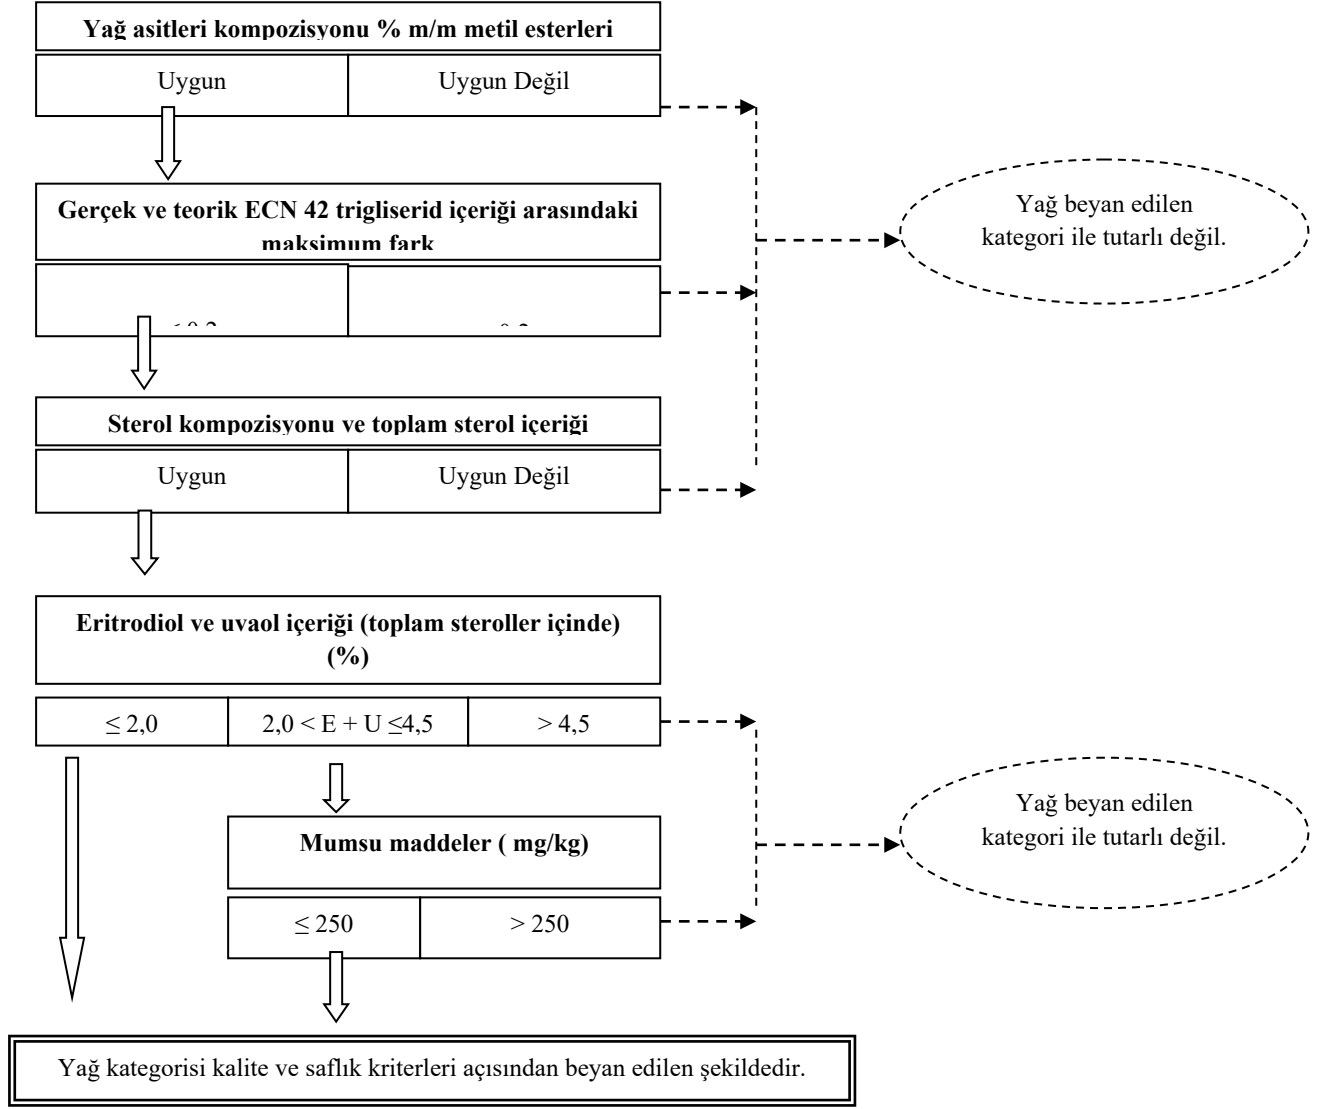 Yağ asitleri kompozisyonu % m/m metil esterleri
Uygun
Uygun Değil
Gerçek ve teorik ECN 42 trigliserid içeriği arasındaki
maksimum fark
Yağ beyan edilen
kategori ile tutarlı değil.
Sterol kompozisyonu ve toplam sterol içeriği
Uygun
Uygun Değil
Eritrodiol ve uvaol içeriği (toplam steroller içinde)
(%)
≤ 2,0
2,0 < E + U ≤4,5
> 4,5
Mumsu maddeler ( mg/kg)
≤ 250
> 250
Yağ beyan edilen
kategori ile tutarlı değil.
Yağ kategorisi kalite ve saflık kriterleri açısından beyan edilen şekildedir.